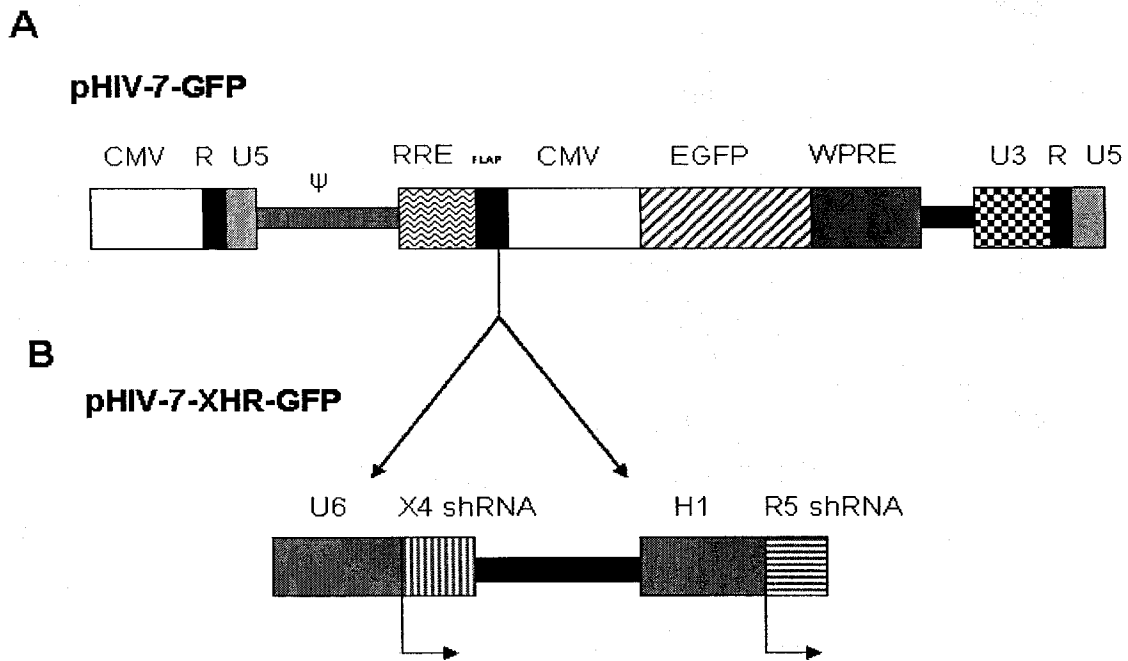 A
pHIV-7-GFP
CMV R U5 RRE FLAP CMV EGFP WPRE U3 R U5
Ψ
B
pHIV-7-XHR-GFP
U6 X4 shRNA H1 R5 shRNA